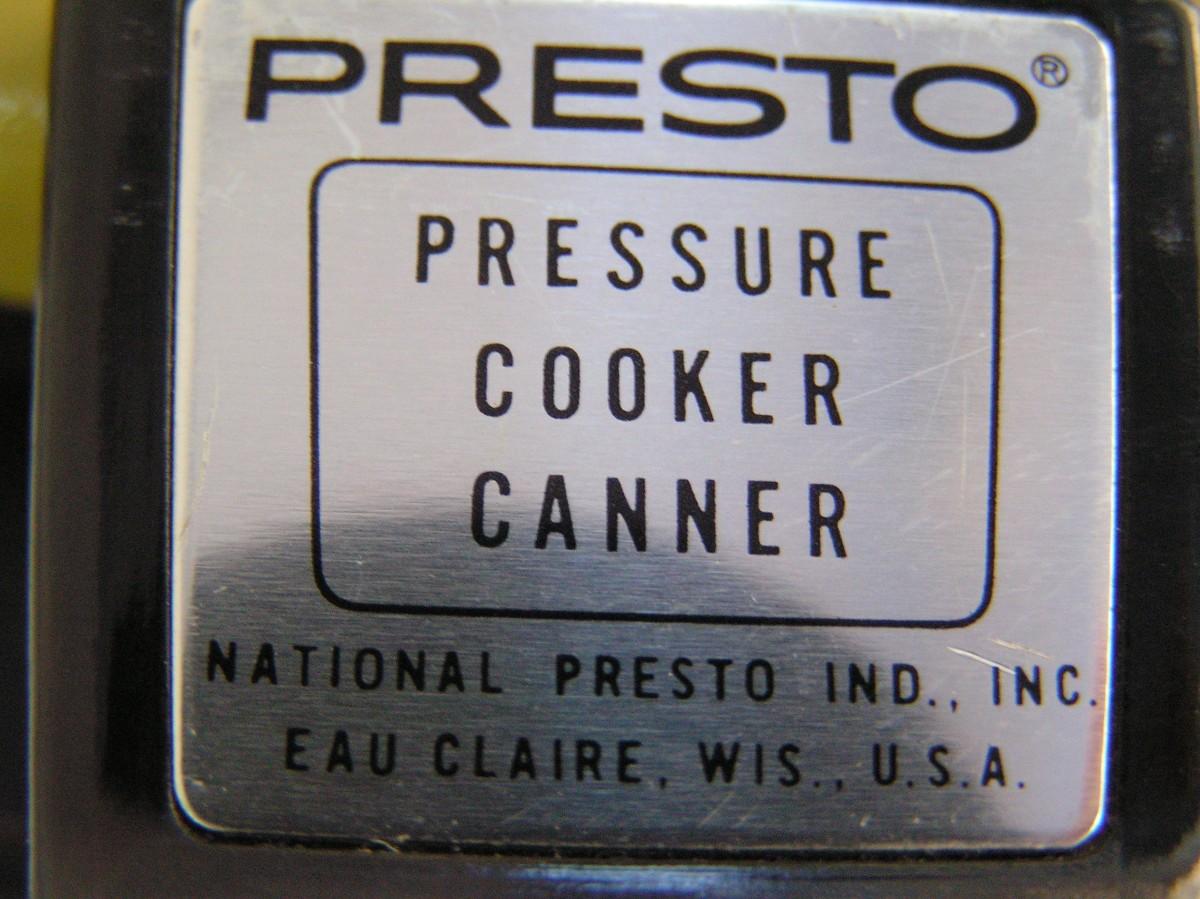 PRESTO®
PRESSURE
COOKER
CANNER
NATIONAL PRESTO IND., INC.
EAU CLAIRE, WIS., U.S.A.